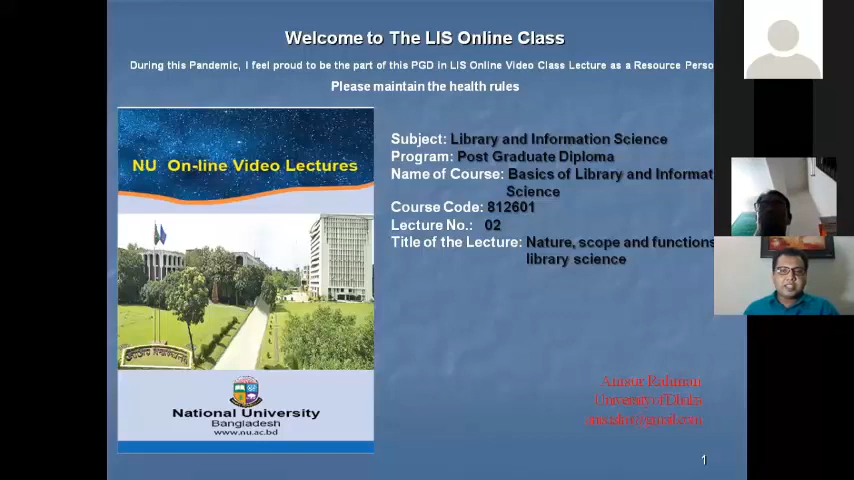 Welcome to The LIS Online Class
During this Pandemic, I feel proud to be the part of this PGD in LIS Online Video Class Lecture as a Resource Perso
Please maintain the health rules
NU On-line Video Lectures
National University
Bangladesh
www.nu.ac.bd
Subject: Library and Information Science
Program: Post Graduate Diploma
Name of Course: Basics of Library and Informat
Science
Course Code: 812601
Lecture No.: 02
Title of the Lecture: Nature, scope and functions
library science
Rahman
University of Dhaka
1